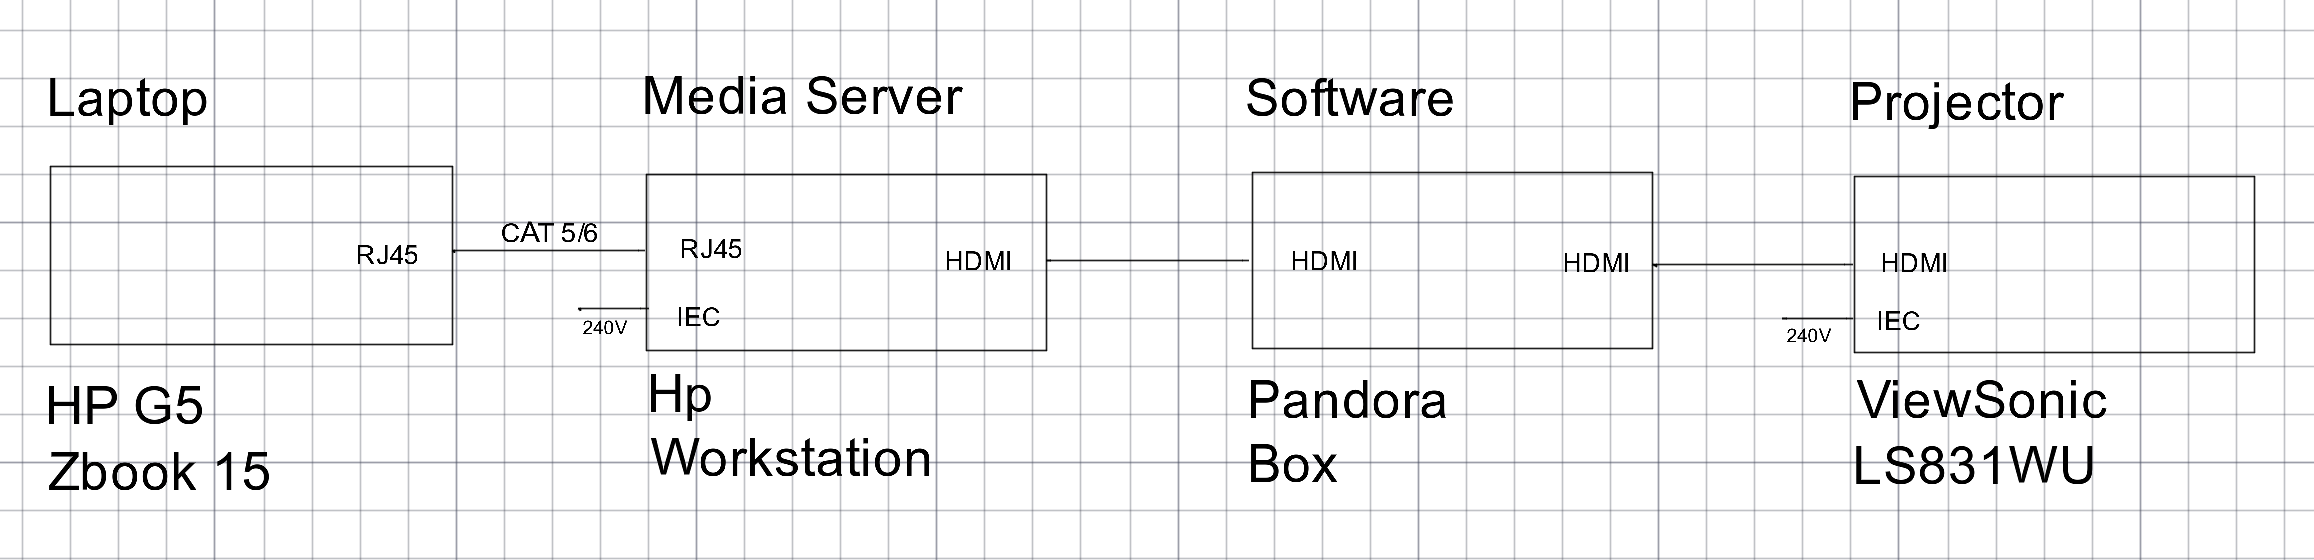 Laptop
Media Server
Software
Projector
RJ45
CAT 5/6
RJ45
HDMI
HDMI
HDMI
HDMI
240V
IEC
240V
IEC
HP G5
Zbook 15
Hp
Workstation
Pandora
Box
ViewSonic
LS831WU